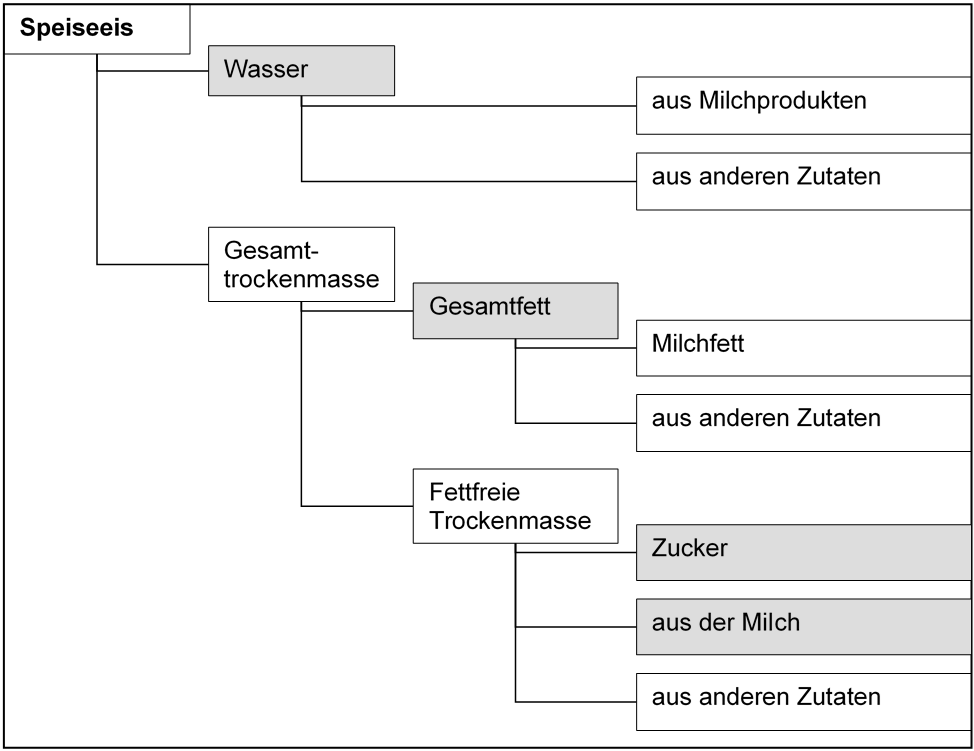 Speiseeis
Wasser
aus Milchprodukten
aus anderen Zutaten
Gesamt-
trockenmasse
Gesamtfett
Milchfett
aus anderen Zutaten
Fettfreie
Trockenmasse
Zucker
aus der Milch
aus anderen Zutaten